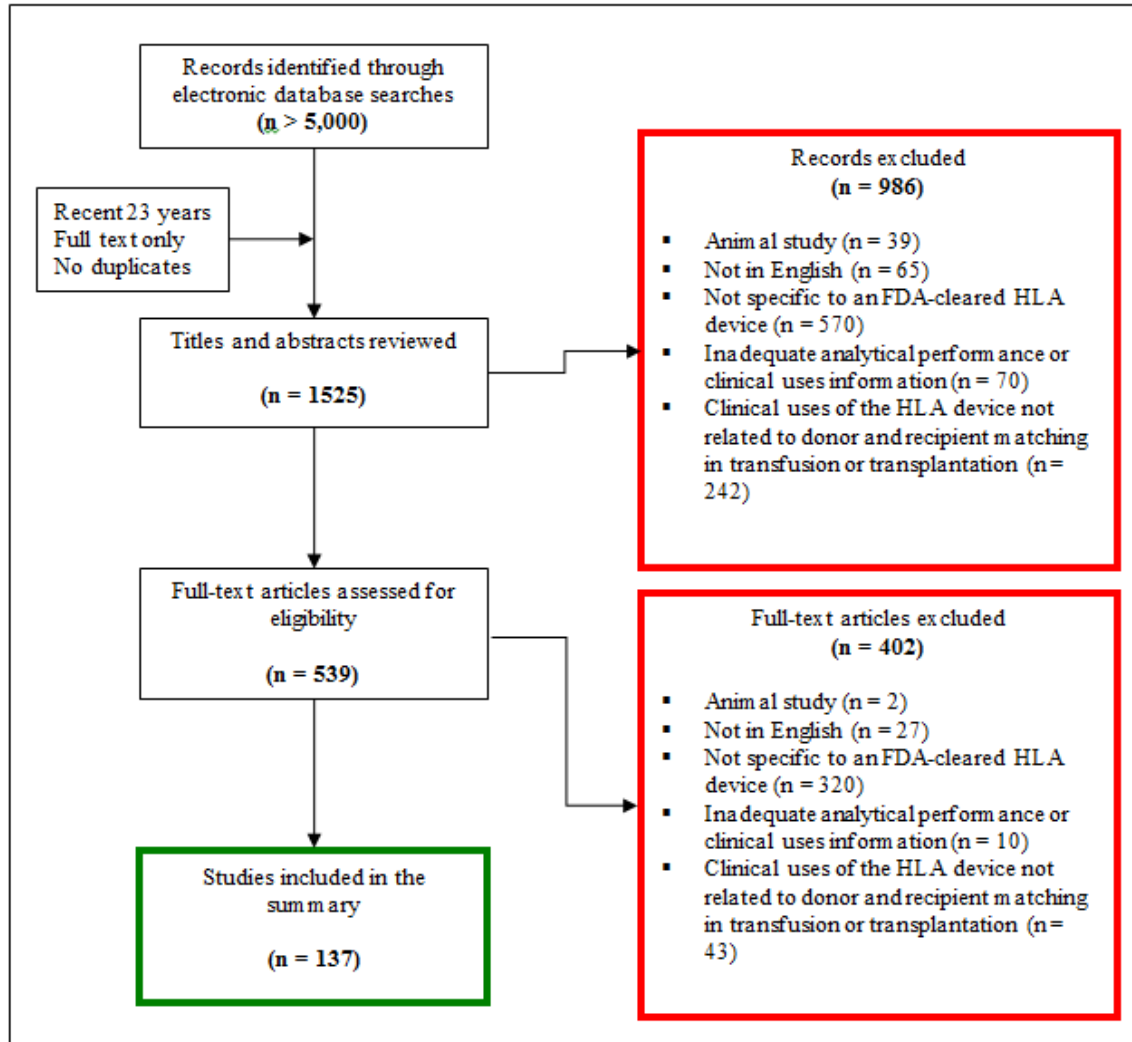 Records identified through
electronic database searches
(n > 5,000)
Recent 23 years
Full text only
No duplicates
Titles and abstracts reviewed
(n = 1525)
Records excluded
(n = 986)
▪ Animal study (n = 39)
▪ Not in English (n = 65)
▪ Not specific to an FDA-cleared HLA
device (n = 570)
▪ Inadequate analytical performance or
clinical uses information (n = 70)
▪ Clinical uses of the HLA device not
related to donor and recipient matching
in transfusion or transplantation (n =
242)
Full-text articles assessed for
eligibility
(n = 539)
Full-text articles excluded
(n = 402)
▪ Animal study (n = 2)
▪ Not in English (n = 27)
▪ Not specific to an FDA-cleared HLA
device (n = 320)
▪ Inadequate analytical performance or
clinical uses information (n = 10)
▪ Clinical uses of the HLA device not
related to donor and recipient matching
in transfusion or transplantation (n =
43)
Studies included in the
summary
(n = 137)